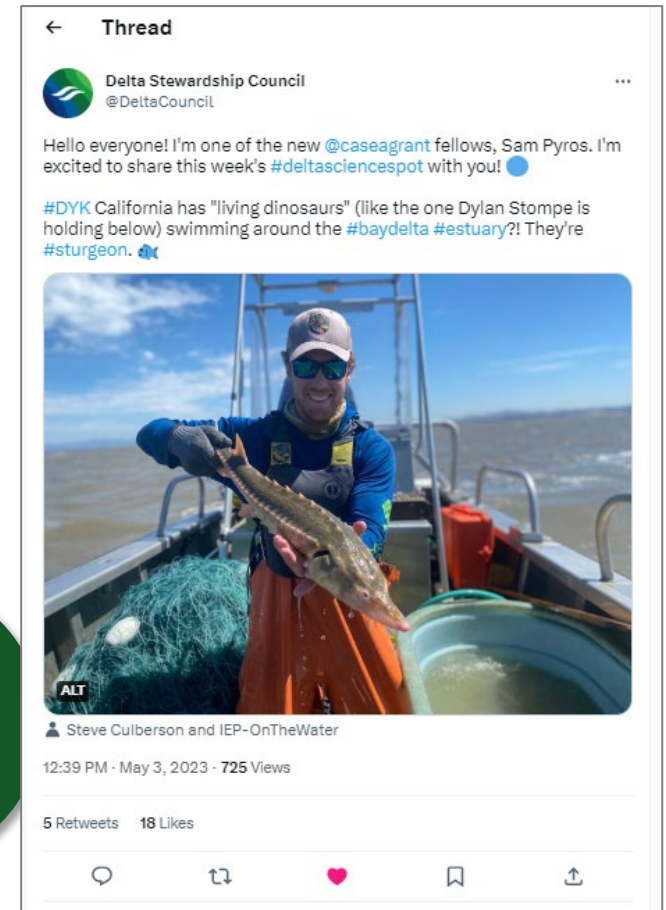 Thread
Delta Stewardship Council
@DeltaCouncil
Hello everyone! I'm one of the new @caseagrant fellows, Sam Pyros. I'm
excited to share this week's #deltasciencespot with you!
#DYK California has "living dinosaurs" (like the one Dylan Stompe is
holding below) swimming around the #baydelta #estuary?! They're
#sturgeon.
ALT
Steve Culberson and IEP-OnTheWater
12:39 PM · May 3, 2023 · 725 Views
5 Retweets 18 Likes